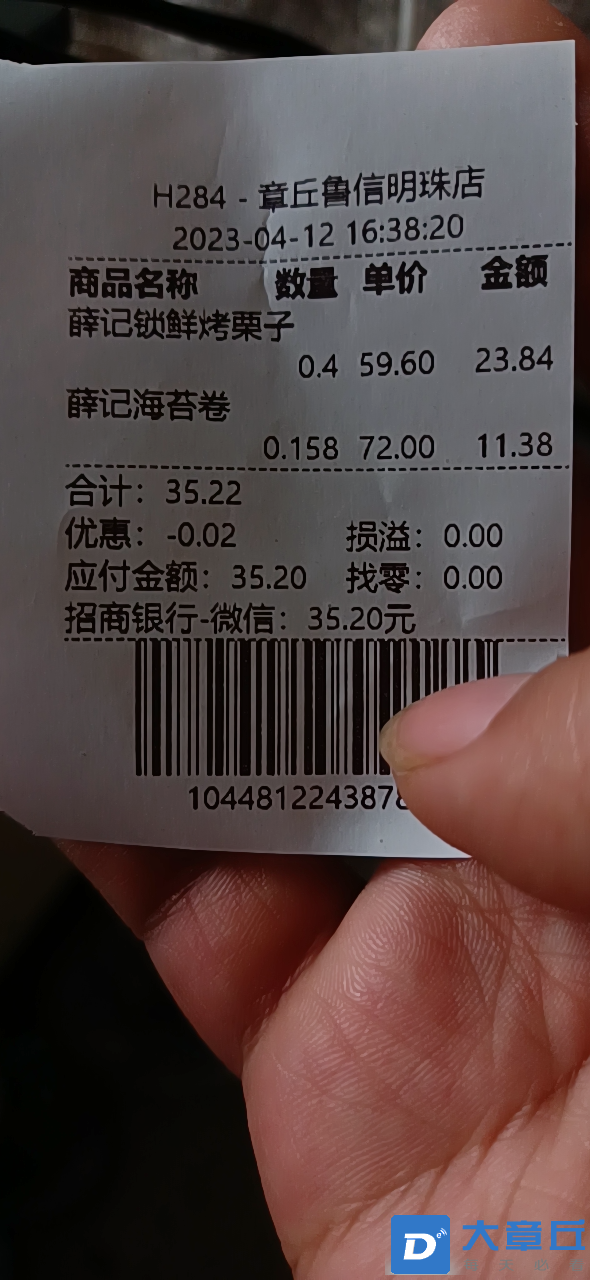 H284 - 章丘鲁信明珠店
2023-04-12 16:38:20
商品名称 数量 单价 金额
薛记锁鲜烤栗子
0.4 59.60 23.84
薛记海苔卷
0.158 72.00 11.38
合计：35.22
优惠：-0.02 损溢：0.00
应付金额：35.20 找零：0.00
招商银行-微信：35.20元
1044812243878
大章丘